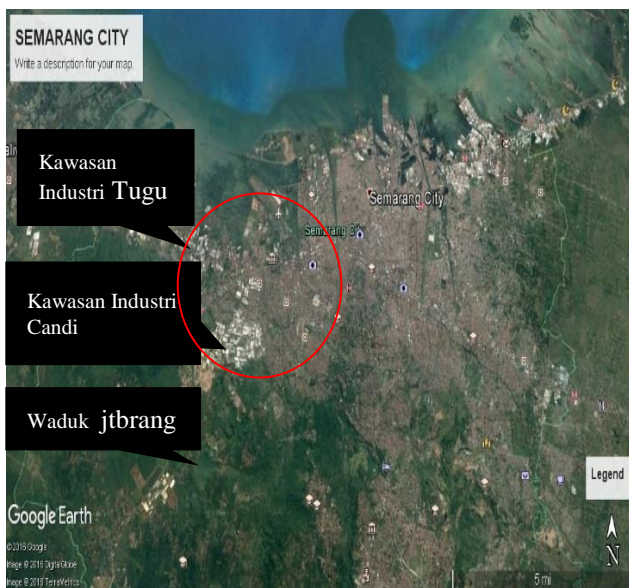 SEMARANG CITY
Write a description for your map.
Kawasan
Industri Tugu
Semarang City
Kawasan Industri
Candi
Waduk jtbrang
Legend
Google Earth
©2016 Google
Image © 2016 DigitalGlobe
Image © 2016 TerraMetrics
N
5 mi